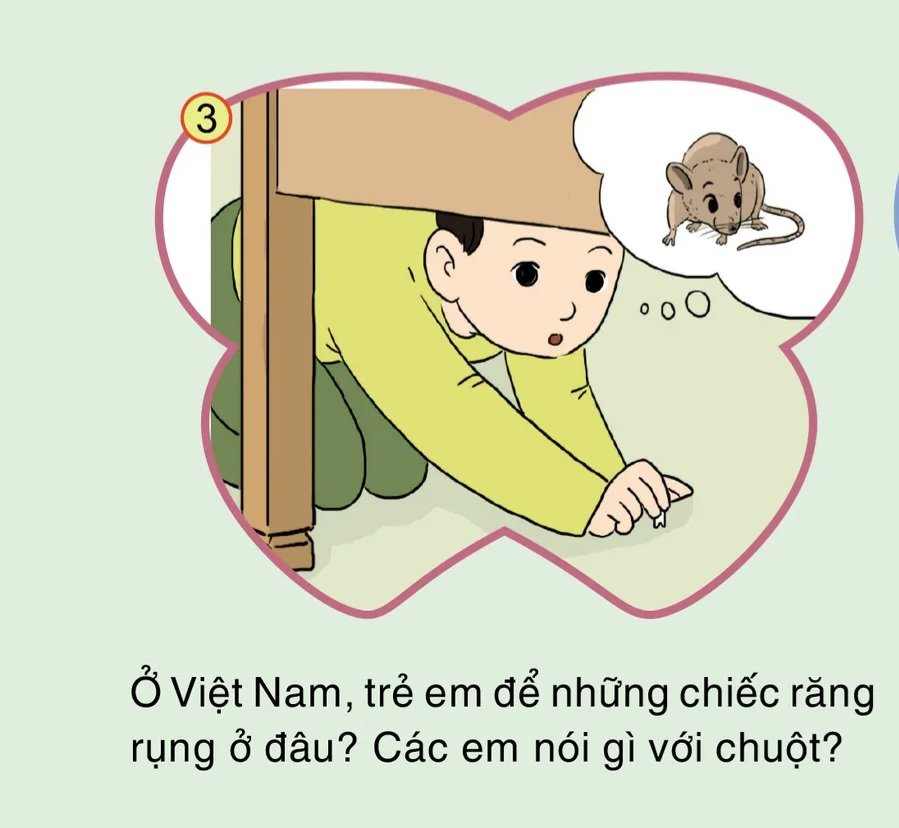 3
Ở Việt Nam, trẻ em để những chiếc răng
rụng ở đâu? Các em nói gì với chuột?